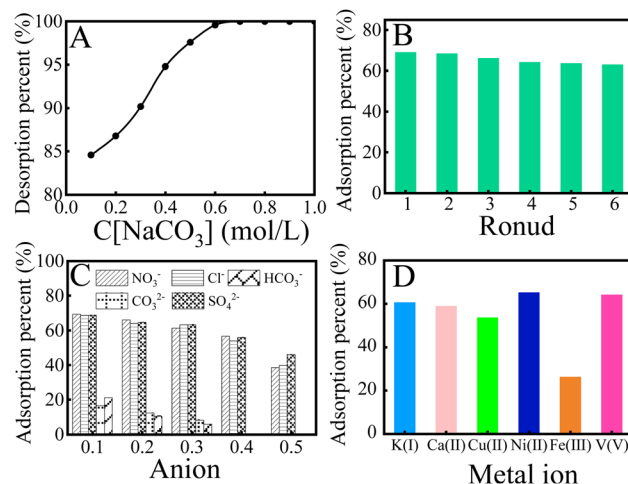 A
Desorption percent (%)
100
95
90
85
80
0.0 0.2 0.4 0.6 0.8 1.0
C[NaCO₃] (mol/L)
B
Adsorption percent (%)
80
60
40
20
0
1 2 3 4 5 6
Ronud
C
Adsorption percent (%)
100
80
60
40
20
0
NO₃⁻ Cl⁻ HCO₃⁻
CO₃²⁻ SO₄²⁻
0.1 0.2 0.3 0.4 0.5
Anion
D
Adsorption percent (%)
80
60
40
20
0
K(I) Ca(II) Cu(II) Ni(II) Fe(III) V(V)
Metal ion